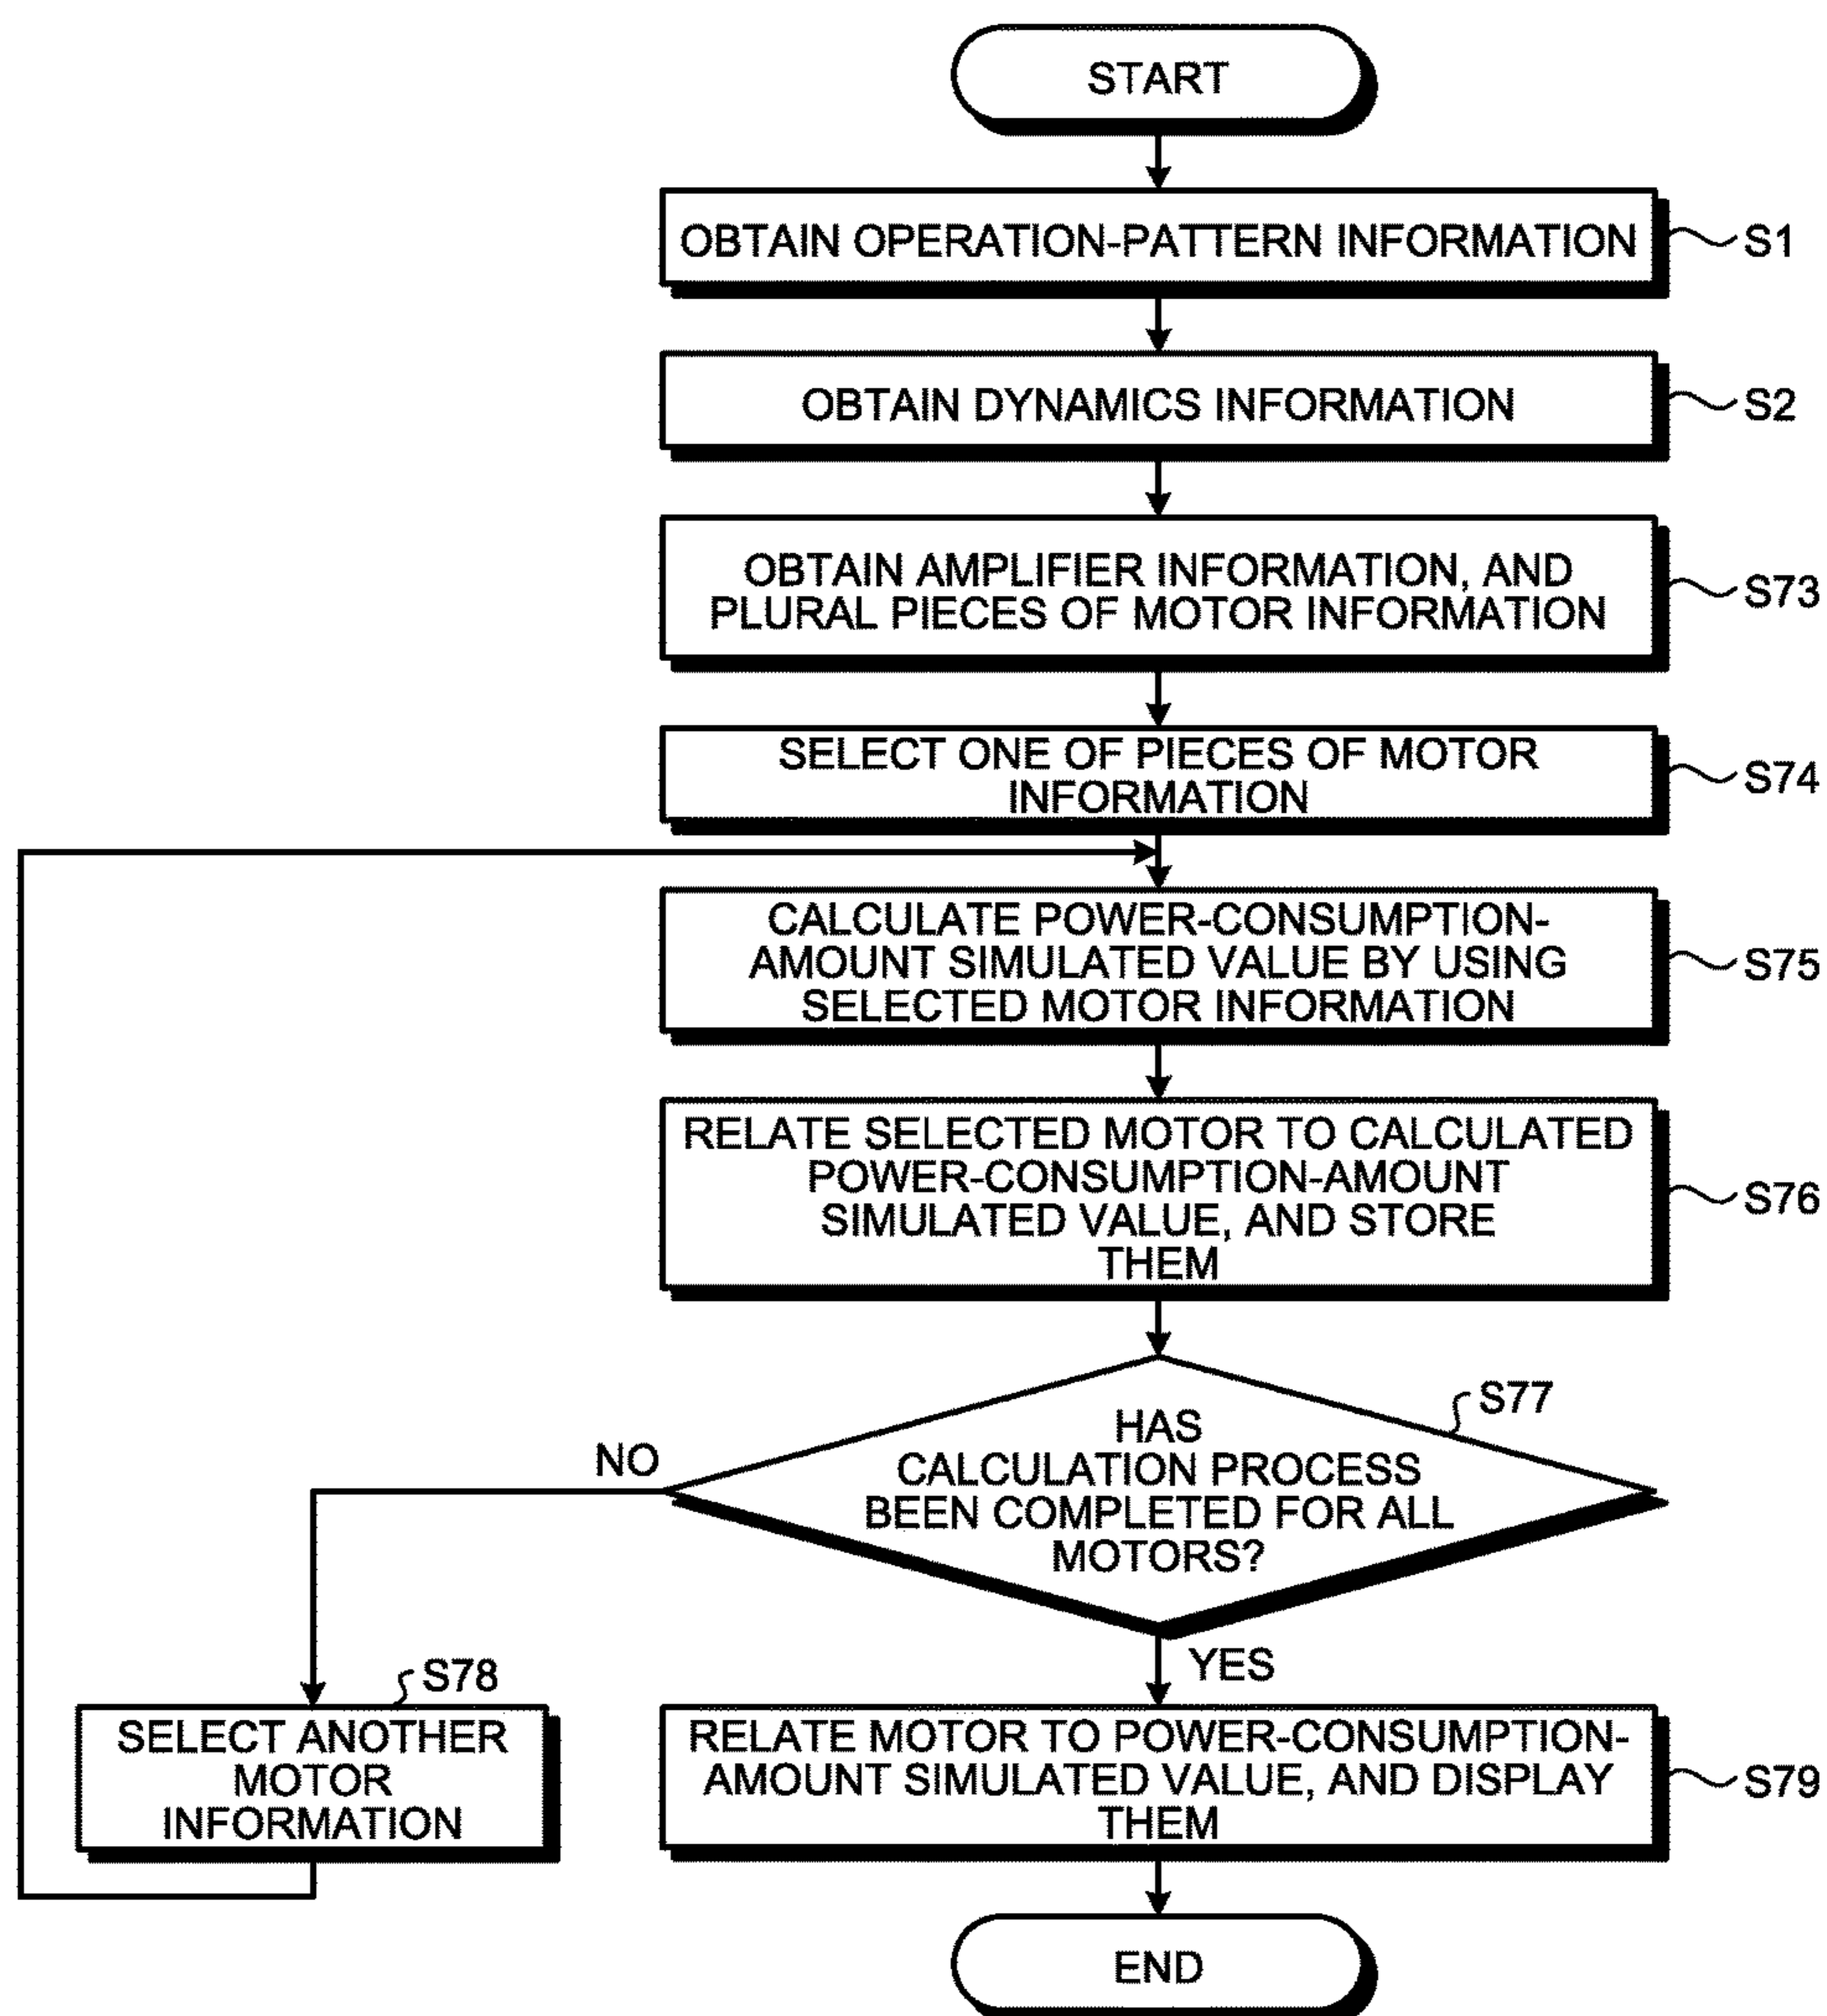 START
OBTAIN OPERATION-PATTERN INFORMATION
S1
OBTAIN DYNAMICS INFORMATION
S2
OBTAIN AMPLIFIER INFORMATION, AND
PLURAL PIECES OF MOTOR INFORMATION
S73
SELECT ONE OF PIECES OF MOTOR
INFORMATION
S74
CALCULATE POWER-CONSUMPTION-
AMOUNT SIMULATED VALUE BY USING
SELECTED MOTOR INFORMATION
S75
RELATE SELECTED MOTOR TO CALCULATED
POWER-CONSUMPTION-AMOUNT
SIMULATED VALUE, AND STORE
THEM
S76
S77
HAS
CALCULATION PROCESS
BEEN COMPLETED FOR ALL
MOTORS?
NO
YES
S78
SELECT ANOTHER
MOTOR
INFORMATION
RELATE MOTOR TO POWER-CONSUMPTION-
AMOUNT SIMULATED VALUE, AND DISPLAY
THEM
S79
END